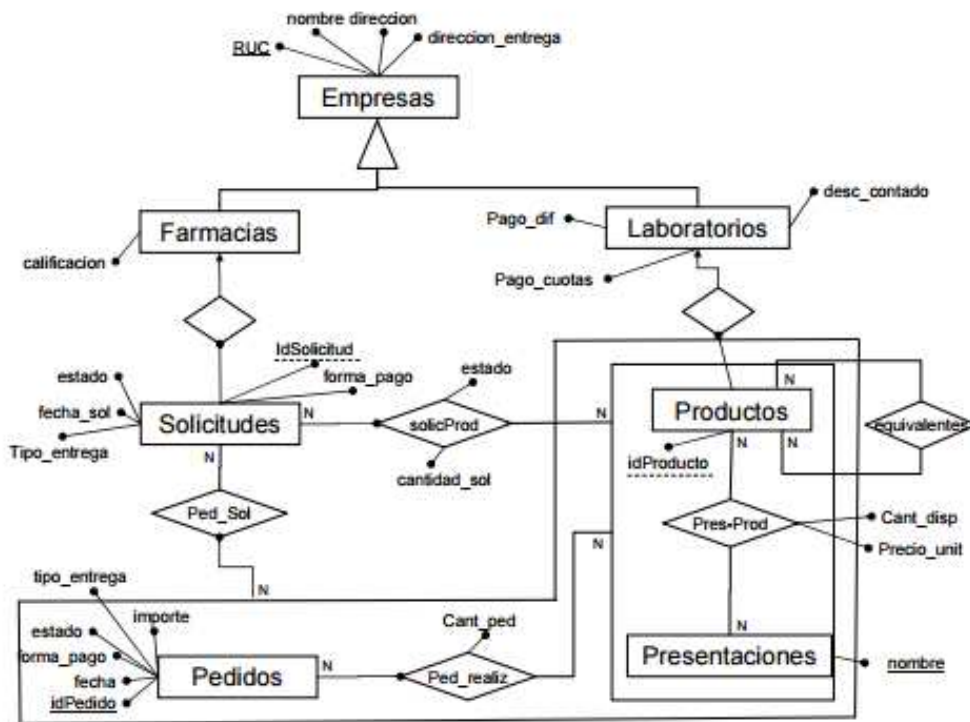 nombre direccion
RUC
direccion_entrega
Empresas
desc_contado
Pago_dif
Farmacias
Laboratorios
calificacion
Pago_cuotas
IdSolicitud
estado
estado
forma_pago
N
fecha_sol
Solicitudes
N
solicProd
N
Productos
equivalentes
Tipo_entrega
N
N
N
idProducto
cantidad_sol
Ped_Sol
Pres-Prod
Cant_disp
N
Precio_unit
tipo_entrega
N
importe
Cant_ped
N
estado
forma_pago
Pedidos
N
Ped_realiz
Presentaciones
nombre
fecha
idPedido